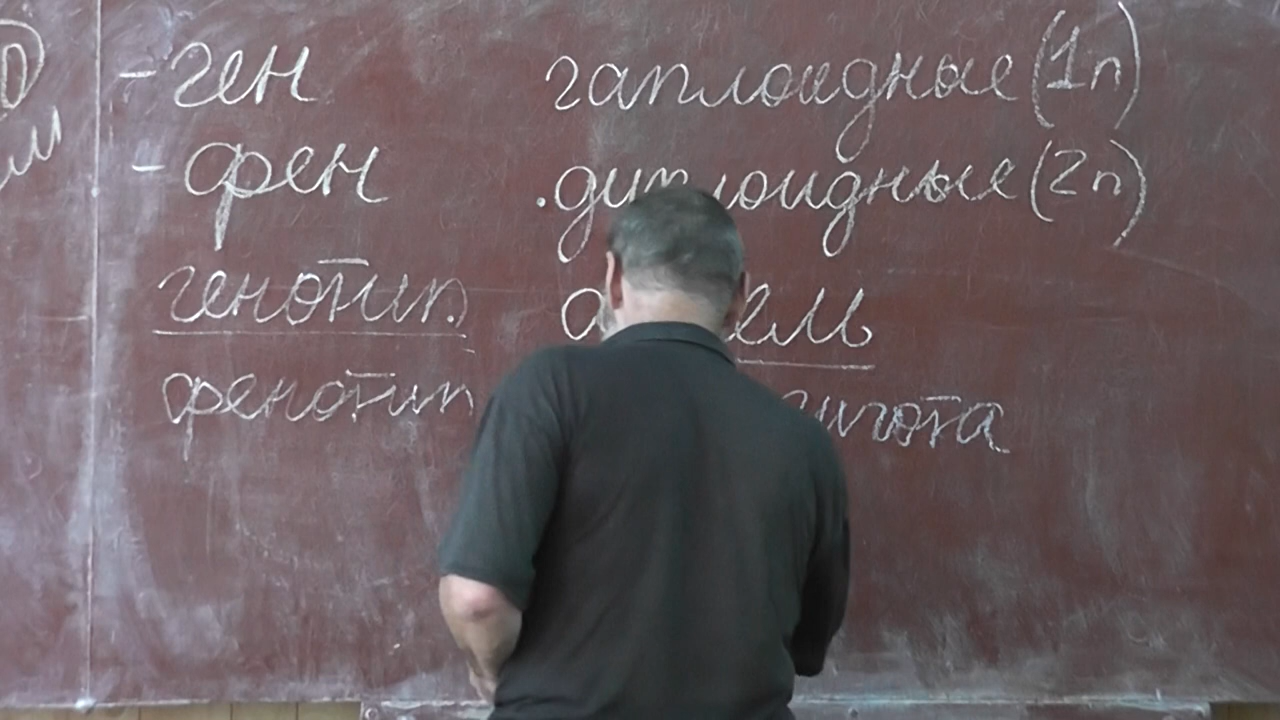 - ген
- фен
генотип
фенотип
гаплоидные (1n)
. диплоидные (2n)